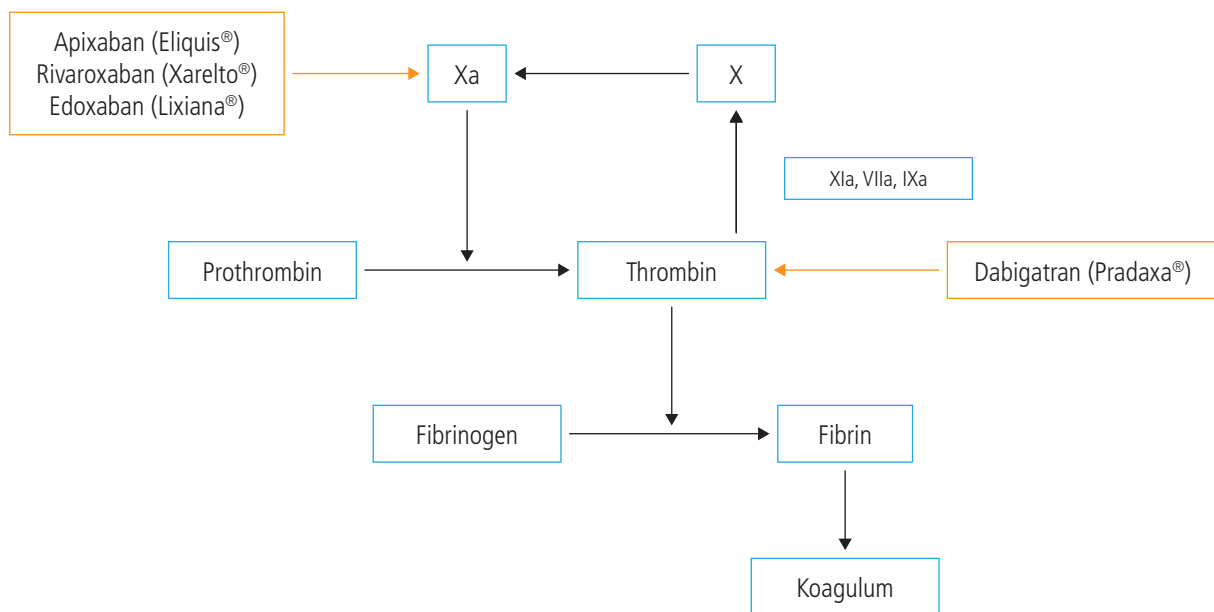 Apixaban (Eliquis®)
Rivaroxaban (Xarelto®)
Edoxaban (Lixiana®)
Xa
X
XIa, VIIa, IXa
Prothrombin
Thrombin
Dabigatran (Pradaxa®)
Fibrinogen
Fibrin
Koagulum